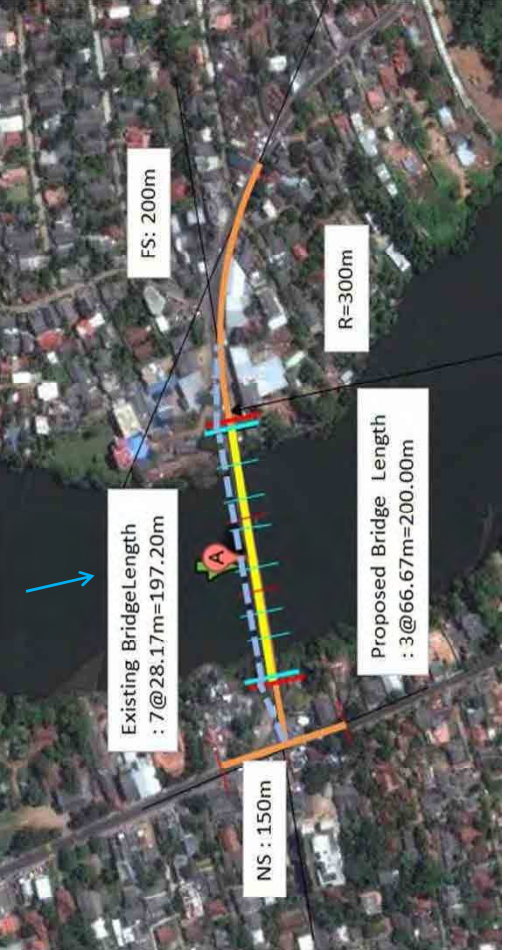 FS: 200m
R=300m
Existing BridgeLength
: 7@28.17m=197.20m
A
Proposed Bridge Length
: 3@66.67m=200.00m
NS : 150m